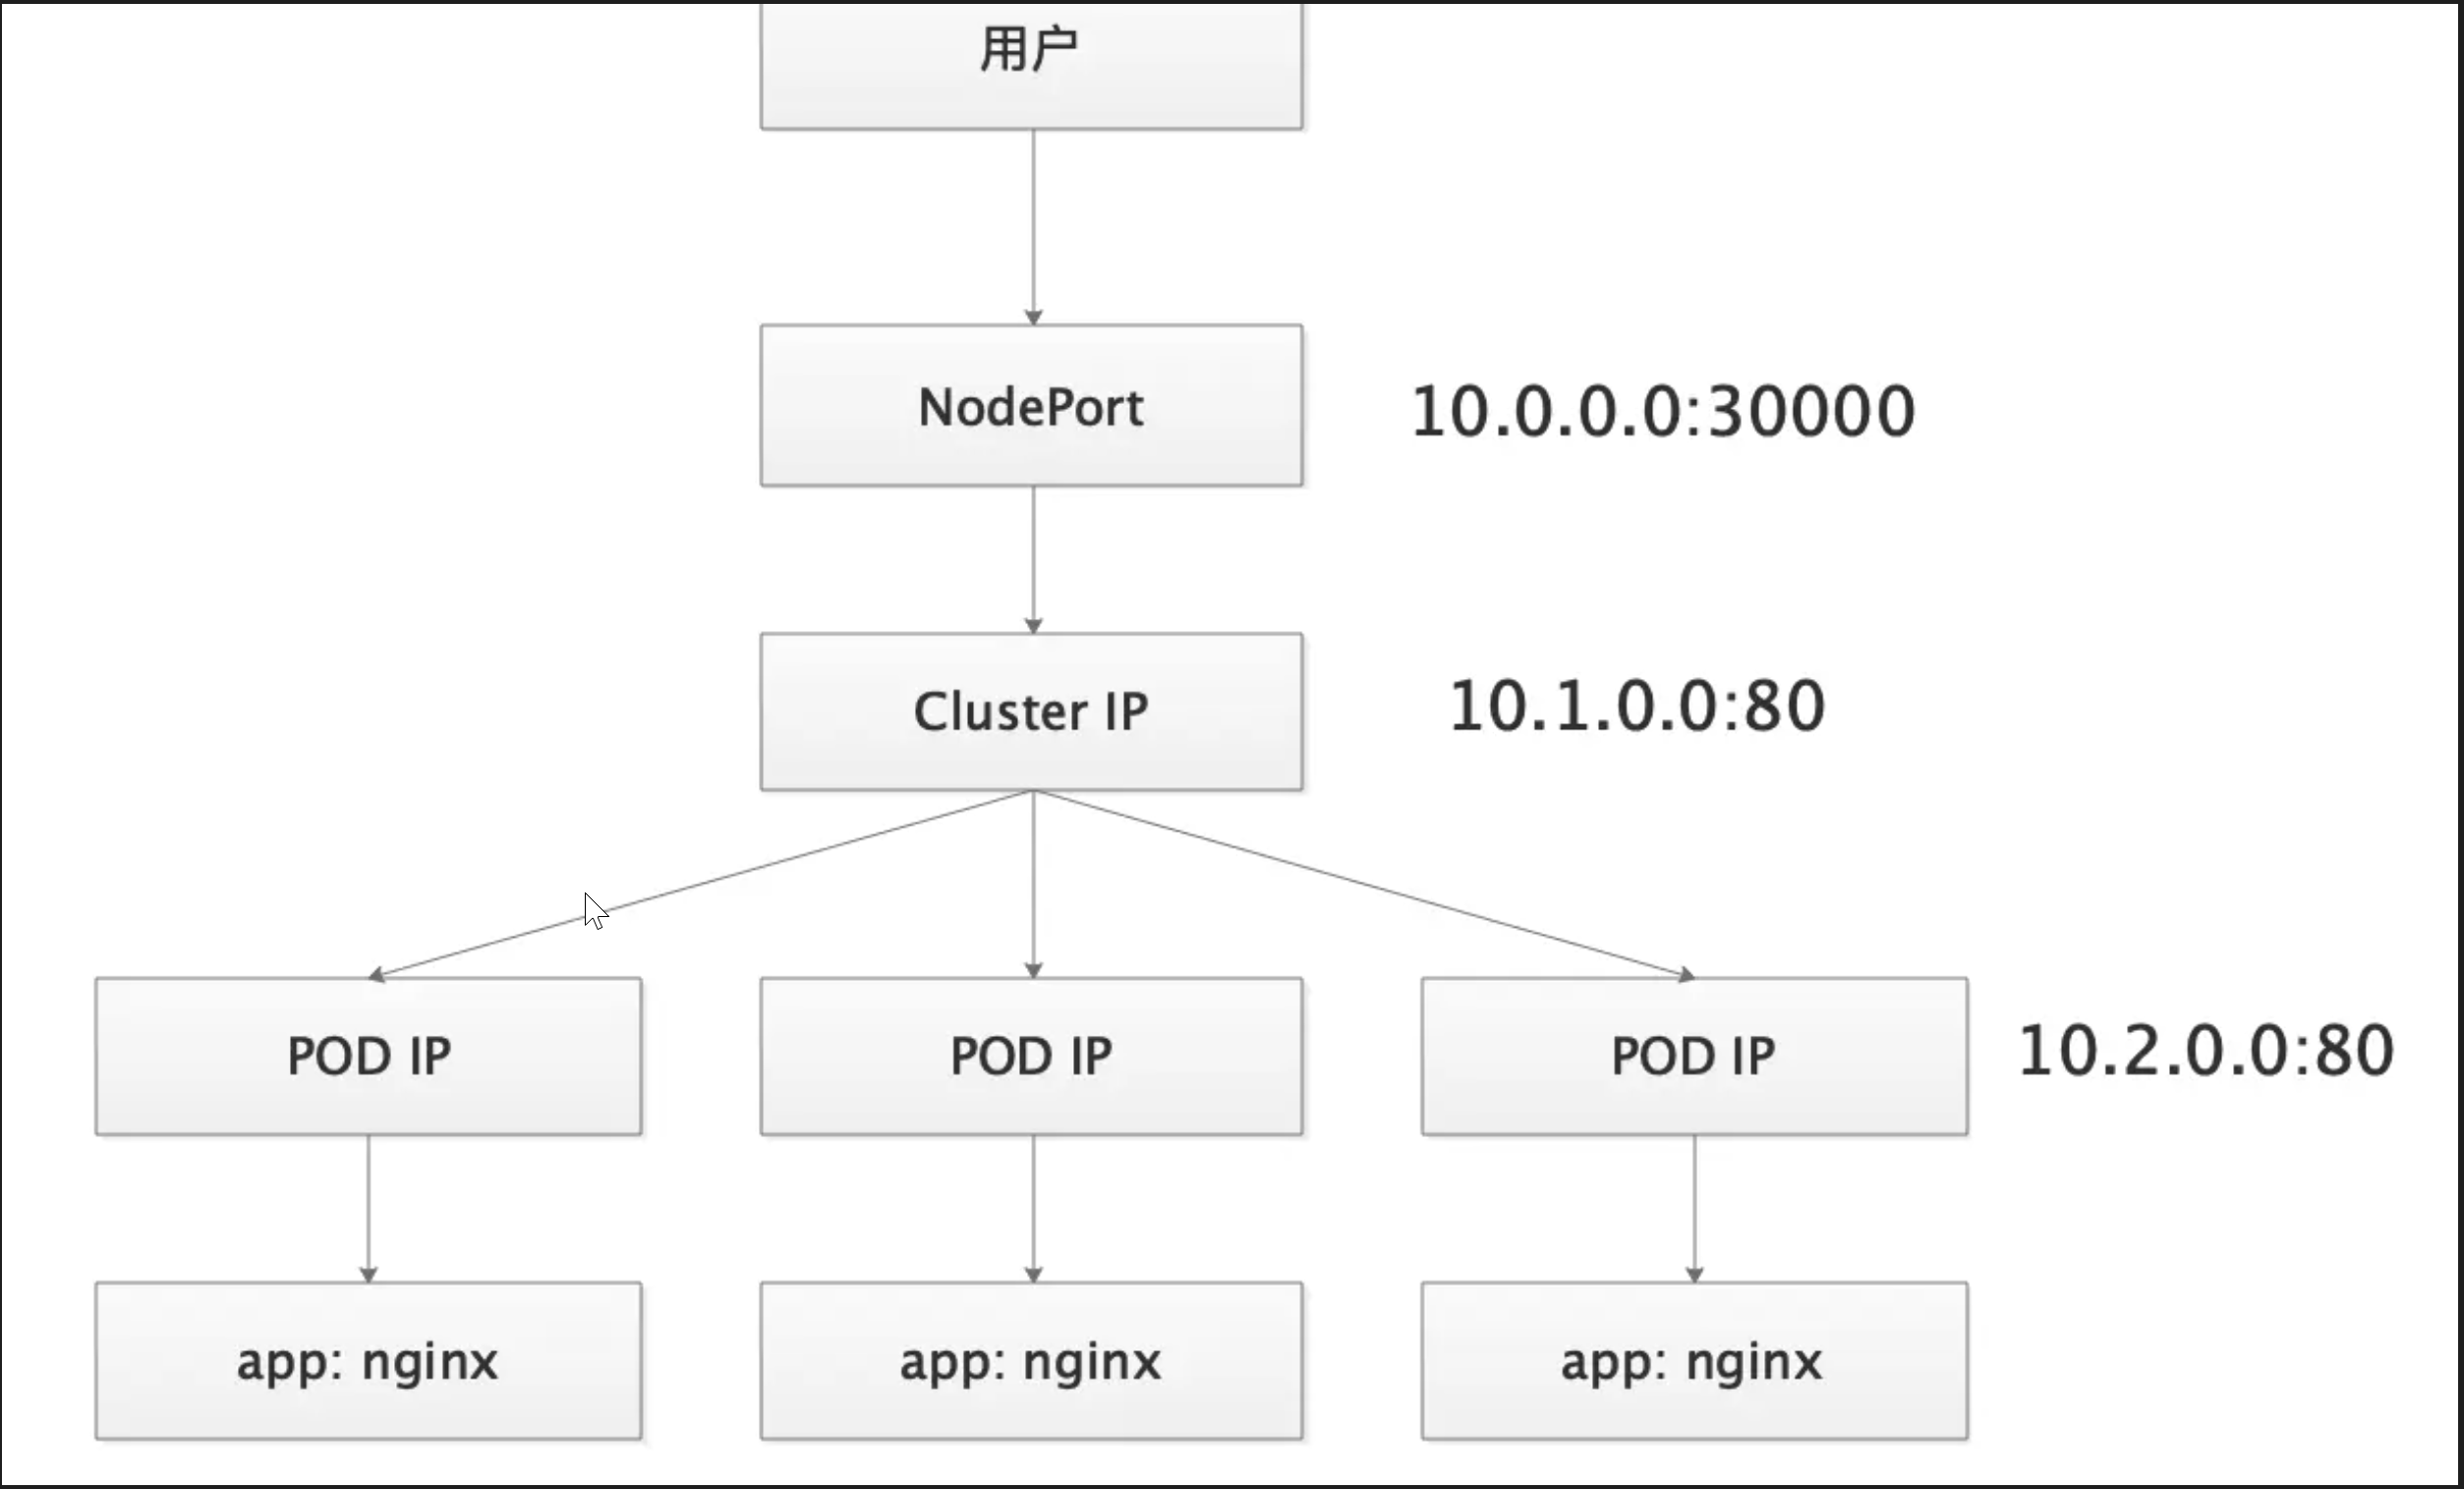 用户
NodePort
10.0.0.0:30000
Cluster IP
10.1.0.0:80
POD IP
POD IP
POD IP
10.2.0.0:80
app: nginx
app: nginx
app: nginx